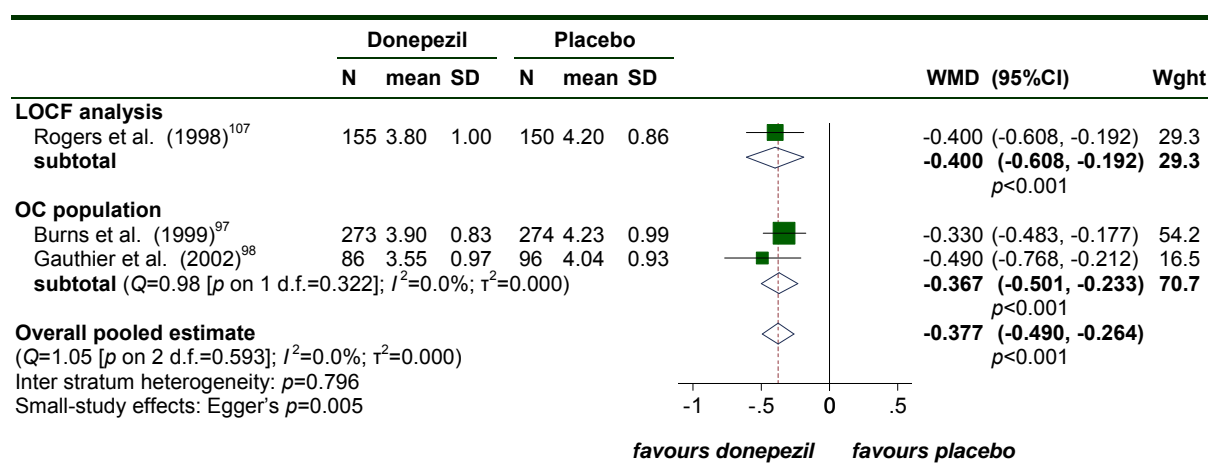 Donepezil Placebo
N mean SD N mean SD WMD (95%CI) Wght
LOCF analysis
Rogers et al. (1998)107 155 3.80 1.00 150 4.20 0.86 -0.400 (-0.608, -0.192) 29.3
subtotal -0.400 (-0.608, -0.192) 29.3
p<0.001
OC population
Burns et al. (1999)97 273 3.90 0.83 274 4.23 0.99 -0.330 (-0.483, -0.177) 54.2
Gauthier et al. (2002)98 86 3.55 0.97 96 4.04 0.93 -0.490 (-0.768, -0.212) 16.5
subtotal (Q=0.98 [p on 1 d.f.=0.322]; I²=0.0%; τ²=0.000) -0.367 (-0.501, -0.233) 70.7
p<0.001
Overall pooled estimate -0.377 (-0.490, -0.264)
(Q=1.05 [p on 2 d.f.=0.593]; I²=0.0%; τ²=0.000) p<0.001
Inter stratum heterogeneity: p=0.796
Small-study effects: Egger's p=0.005
-1 -.5 0 .5
favours donepezil favours placebo